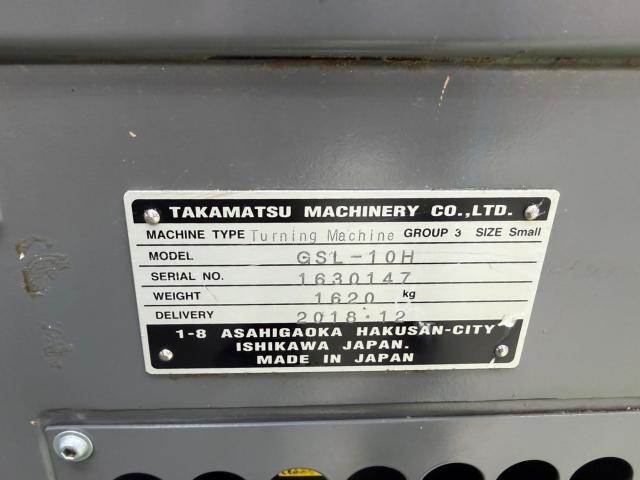 TAKAMATSU MACHINERY CO.,LTD.
MACHINE TYPE Turning Machine GROUP 3 SIZE Small
MODEL GSL-10H
SERIAL NO. 1630147
WEIGHT 1620 kg
DELIVERY 2018·12
1-8 ASAHIGAOKA HAKUSAN-CITY
ISHIKAWA JAPAN.
MADE IN JAPAN